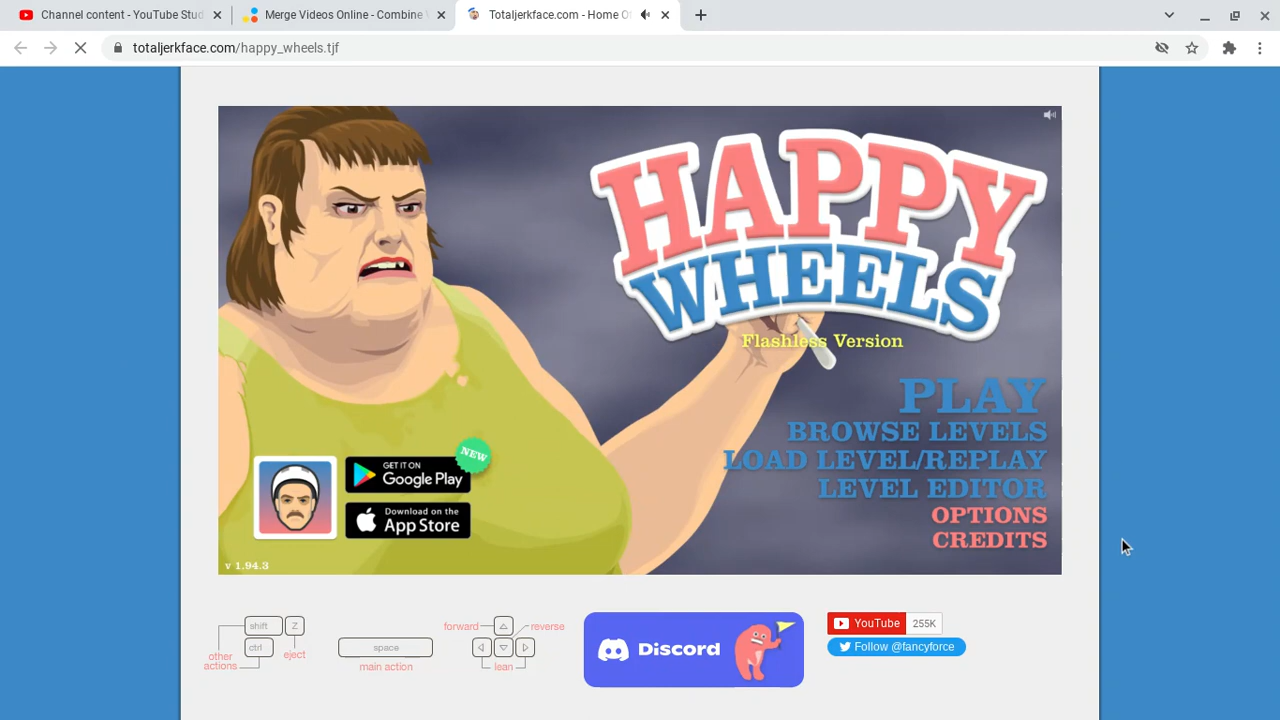 Channel content - YouTube Stud
Merge Videos Online - Combine V
Totaljerkface.com - Home O
totaljerkface.com/happy_wheels.tjf
HAPPY
WHEELS
Flashless Version
PLAY
BROWSE LEVELS
LOAD LEVEL/REPLAY
LEVEL EDITOR
OPTIONS
CREDITS
NEW
GET IT ON
Google Play
Download on the
App Store
v 1.94.3
shift
Z
ctrl
other
actions
eject
space
main action
forward
reverse
lean
Discord
YouTube
255K
Follow @fancyforce